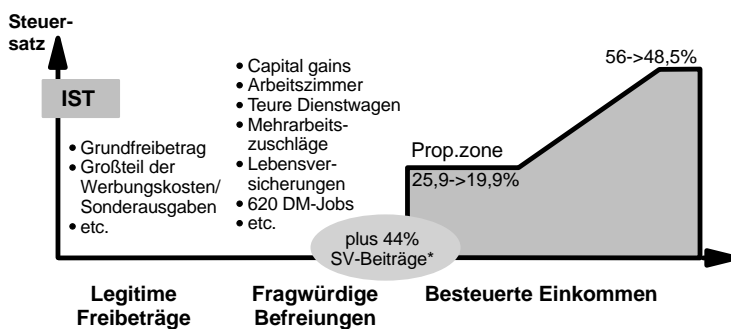 Steuer-
satz
IST
• Grundfreibetrag
• Großteil der
Werbungskosten/
Sonderausgaben
• etc.
• Capital gains
• Arbeitszimmer
• Teure Dienstwagen
• Mehrarbeits-
zuschläge
• Lebensver-
sicherungen
• 620 DM-Jobs
• etc.
56->48,5%
Prop.zone
25,9->19,9%
plus 44%
SV-Beiträge*
Legitime
Freibeträge
Fragwürdige
Befreiungen
Besteuerte Einkommen